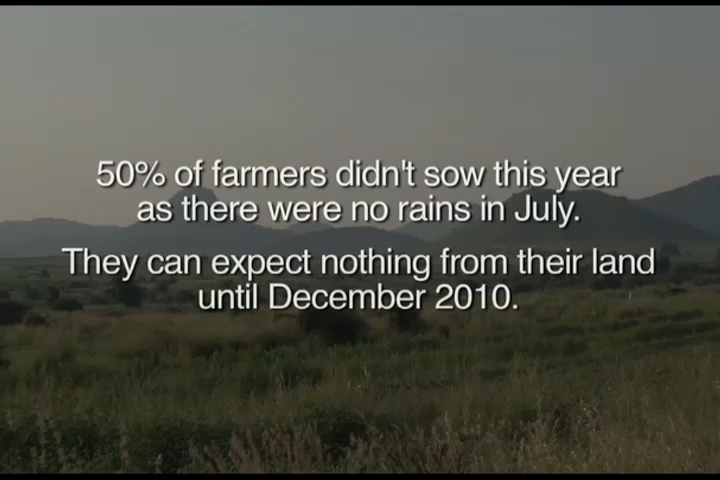 50% of farmers didn't sow this year
as there were no rains in July.
They can expect nothing from their land
until December 2010.